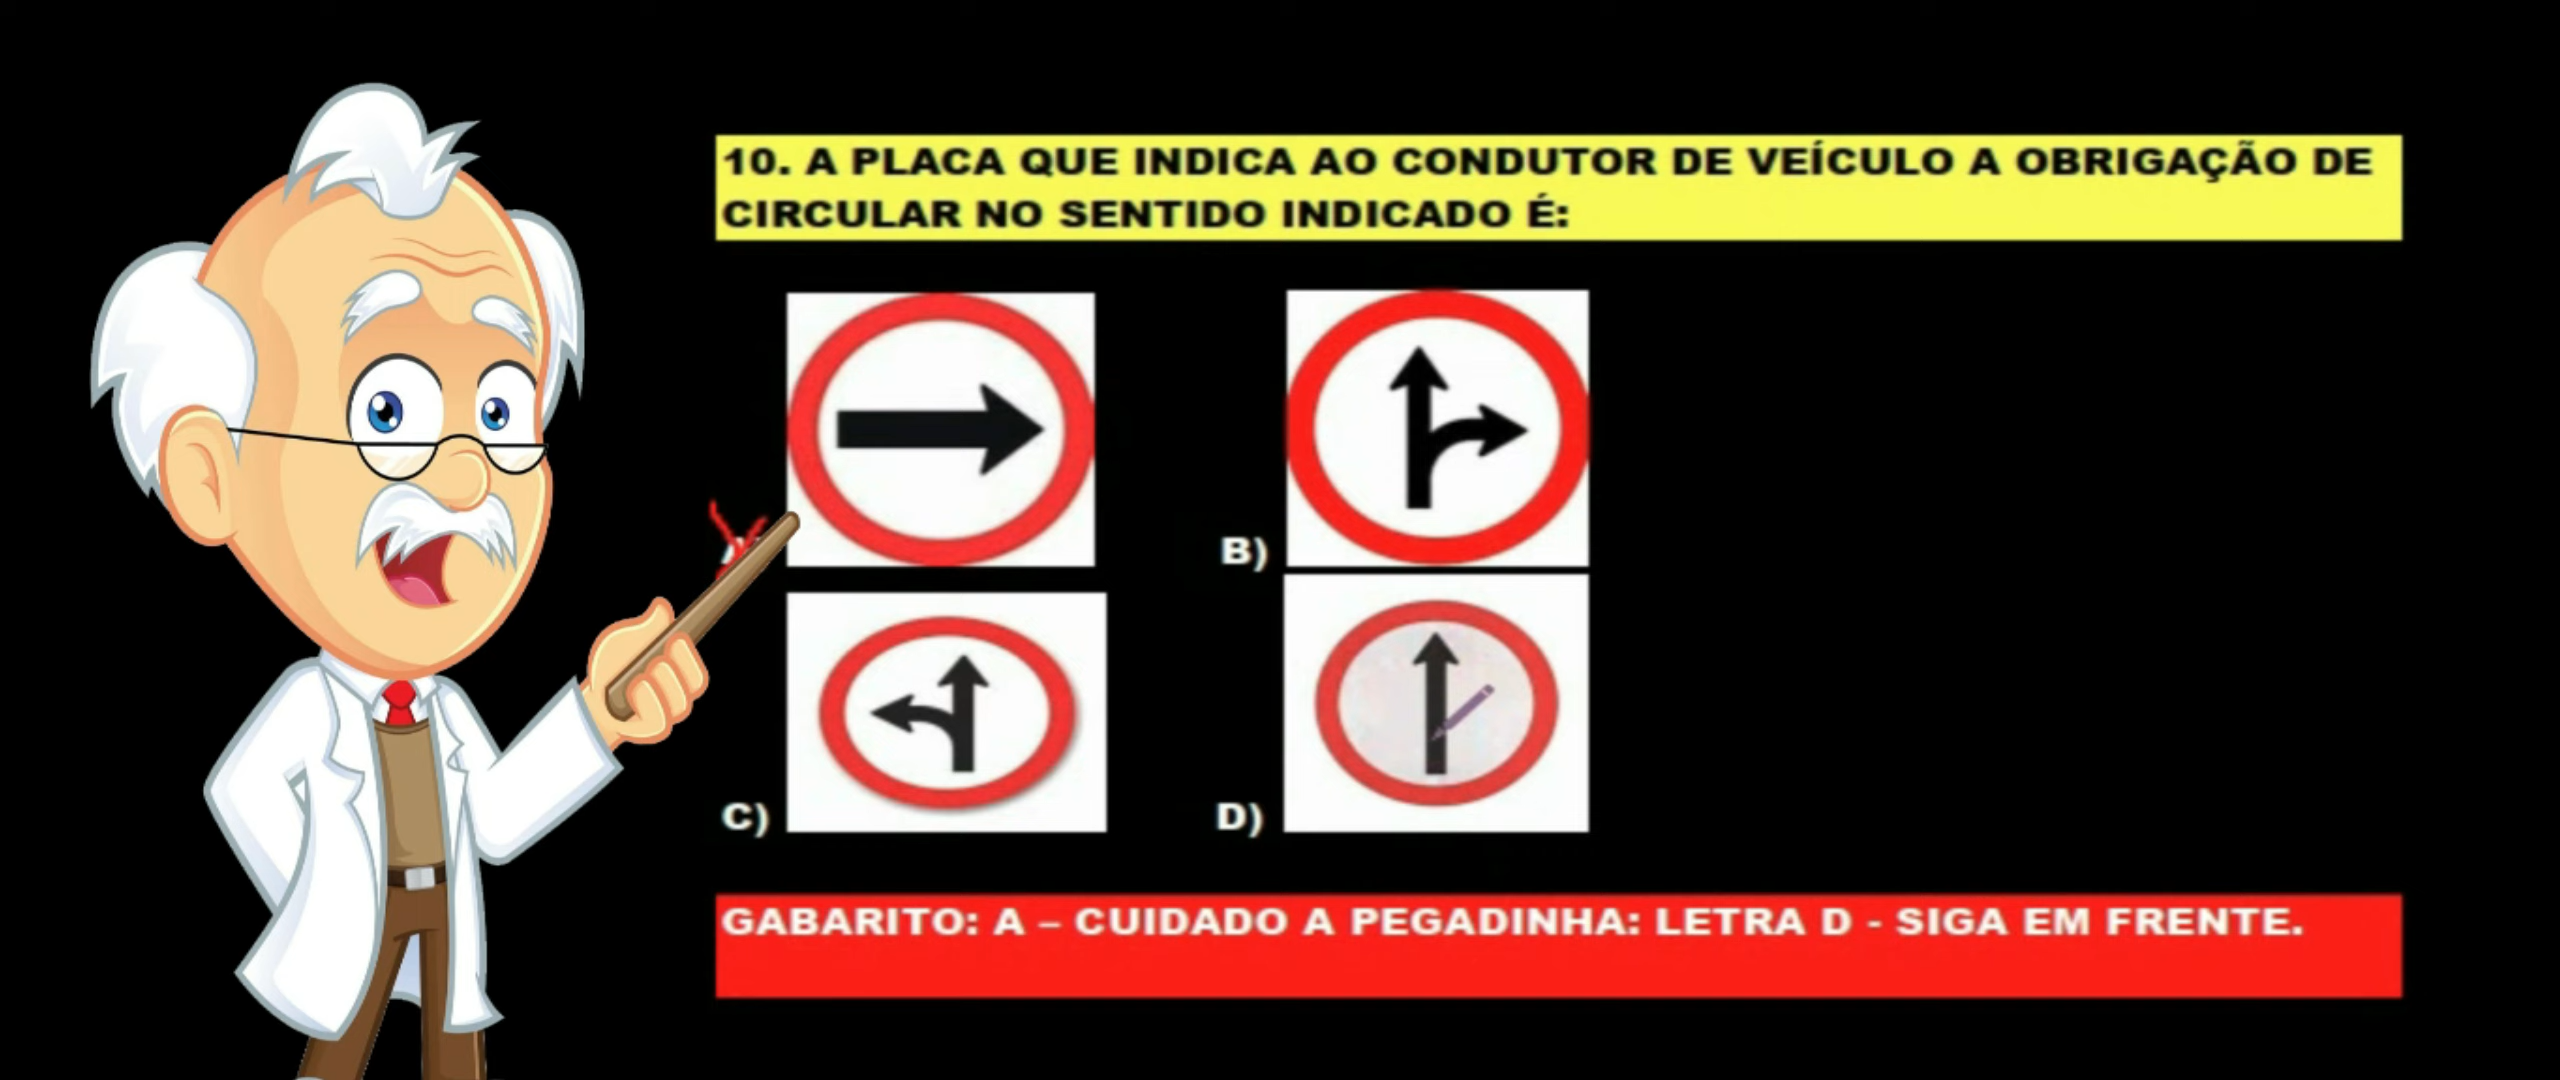 10. A PLACA QUE INDICA AO CONDUTOR DE VEÍCULO A OBRIGAÇÃO DE
CIRCULAR NO SENTIDO INDICADO É:
B)
C)
D)
GABARITO: A – CUIDADO A PEGADINHA: LETRA D - SIGA EM FRENTE.